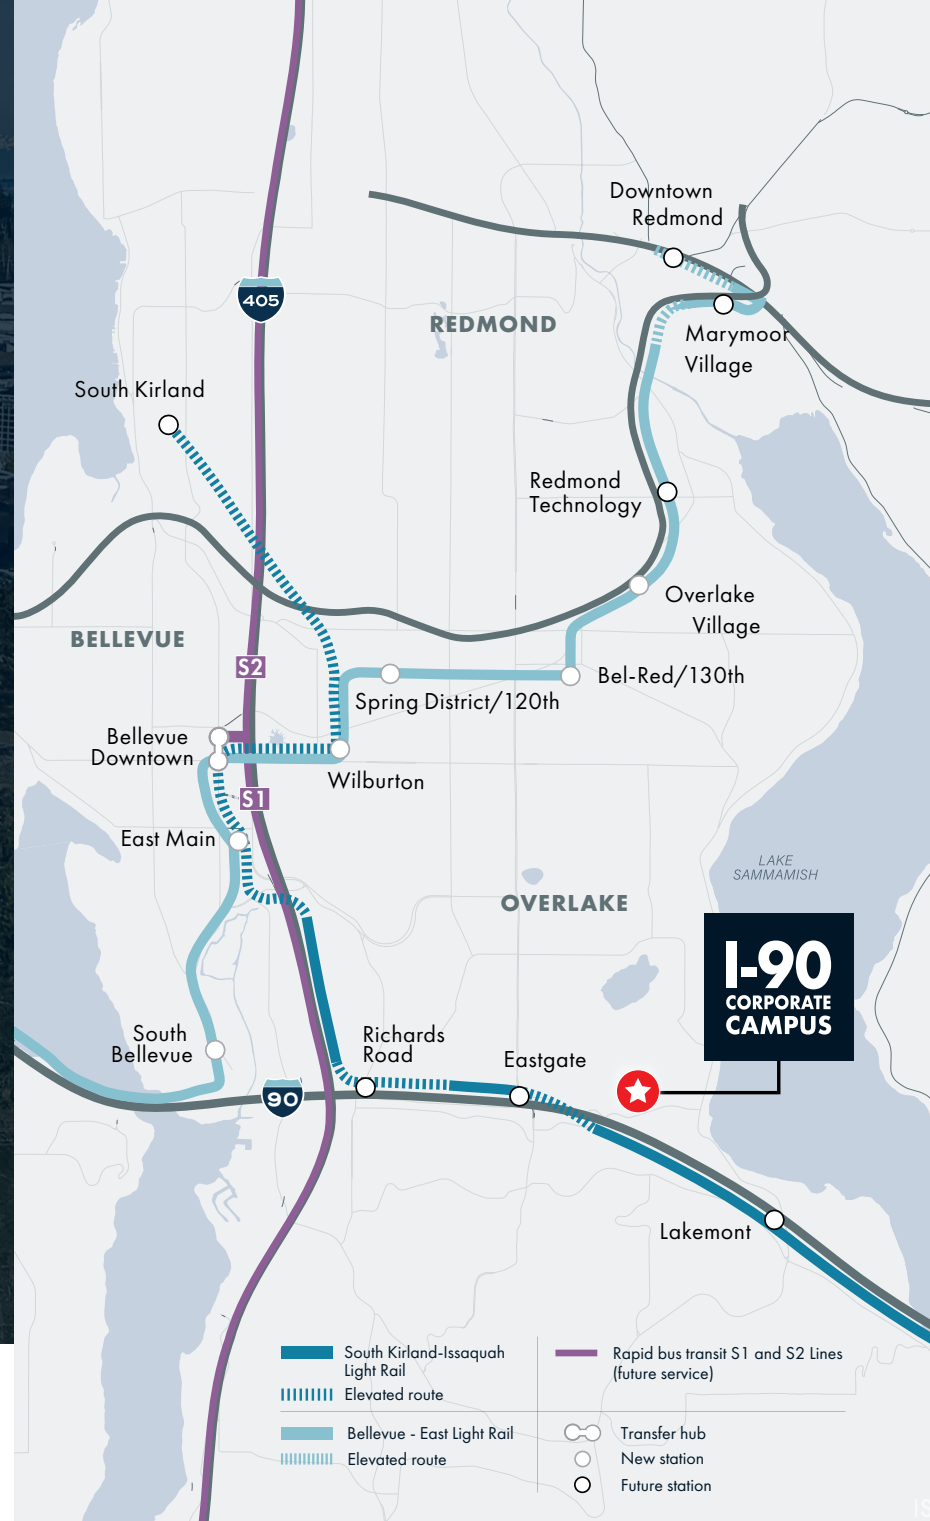 Downtown
Redmond
405
REDMOND
Marymoor
Village
South Kirland
Redmond
Technology
Overlake
Village
BELLEVUE
S2
Bel-Red/130th
Spring District/120th
Bellevue
Downtown
Wilburton
S1
East Main
LAKE
SAMMAMISH
OVERLAKE
I-90
CORPORATE
CAMPUS
South
Bellevue
Richards
Road
Eastgate
90
Lakemont
South Kirland-Issaquah
Light Rail
Elevated route
Bellevue - East Light Rail
Elevated route
Rapid bus transit S1 and S2 Lines
(future service)
Transfer hub
New station
Future station